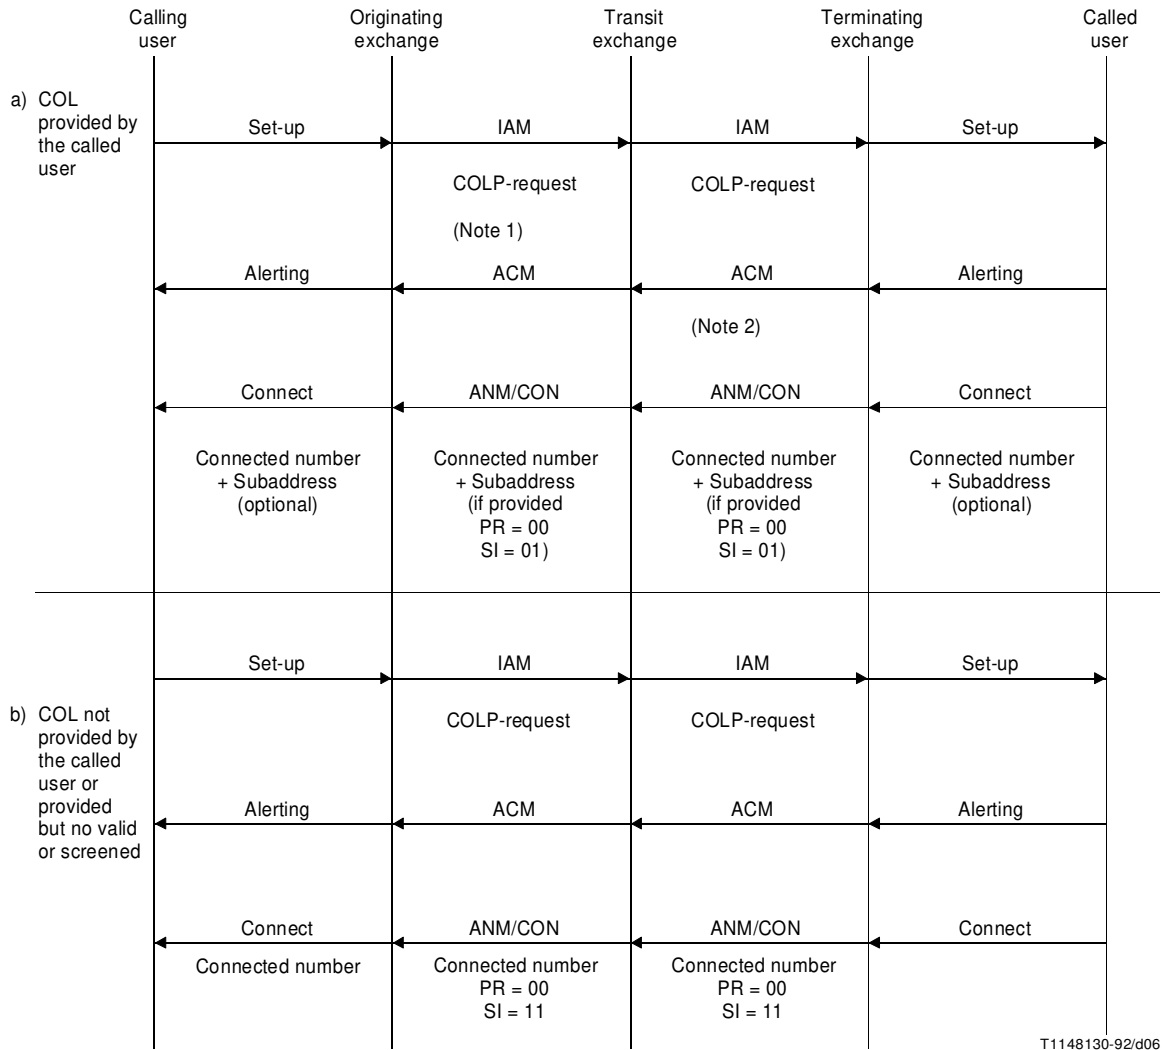 Calling
user
Originating
exchange
Transit
exchange
Terminating
exchange
Called
user
a) COL
provided by
the called
user
Set-up
IAM
IAM
Set-up
COLP-request
COLP-request
(Note 1)
Alerting
ACM
ACM
Alerting
(Note 2)
Connect
ANM/CON
ANM/CON
Connect
Connected number
+ Subaddress
(optional)
Connected number
+ Subaddress
(if provided
PR = 00
SI = 01)
Connected number
+ Subaddress
(if provided
PR = 00
SI = 01)
Connected number
+ Subaddress
(optional)
b) COL not
provided by
the called
user or
provided
but no valid
or screened
Set-up
IAM
IAM
Set-up
COLP-request
COLP-request
Alerting
ACM
ACM
Alerting
Connect
ANM/CON
ANM/CON
Connect
Connected number
Connected number
PR = 00
SI = 11
Connected number
PR = 00
SI = 11
T1148130-92/d06